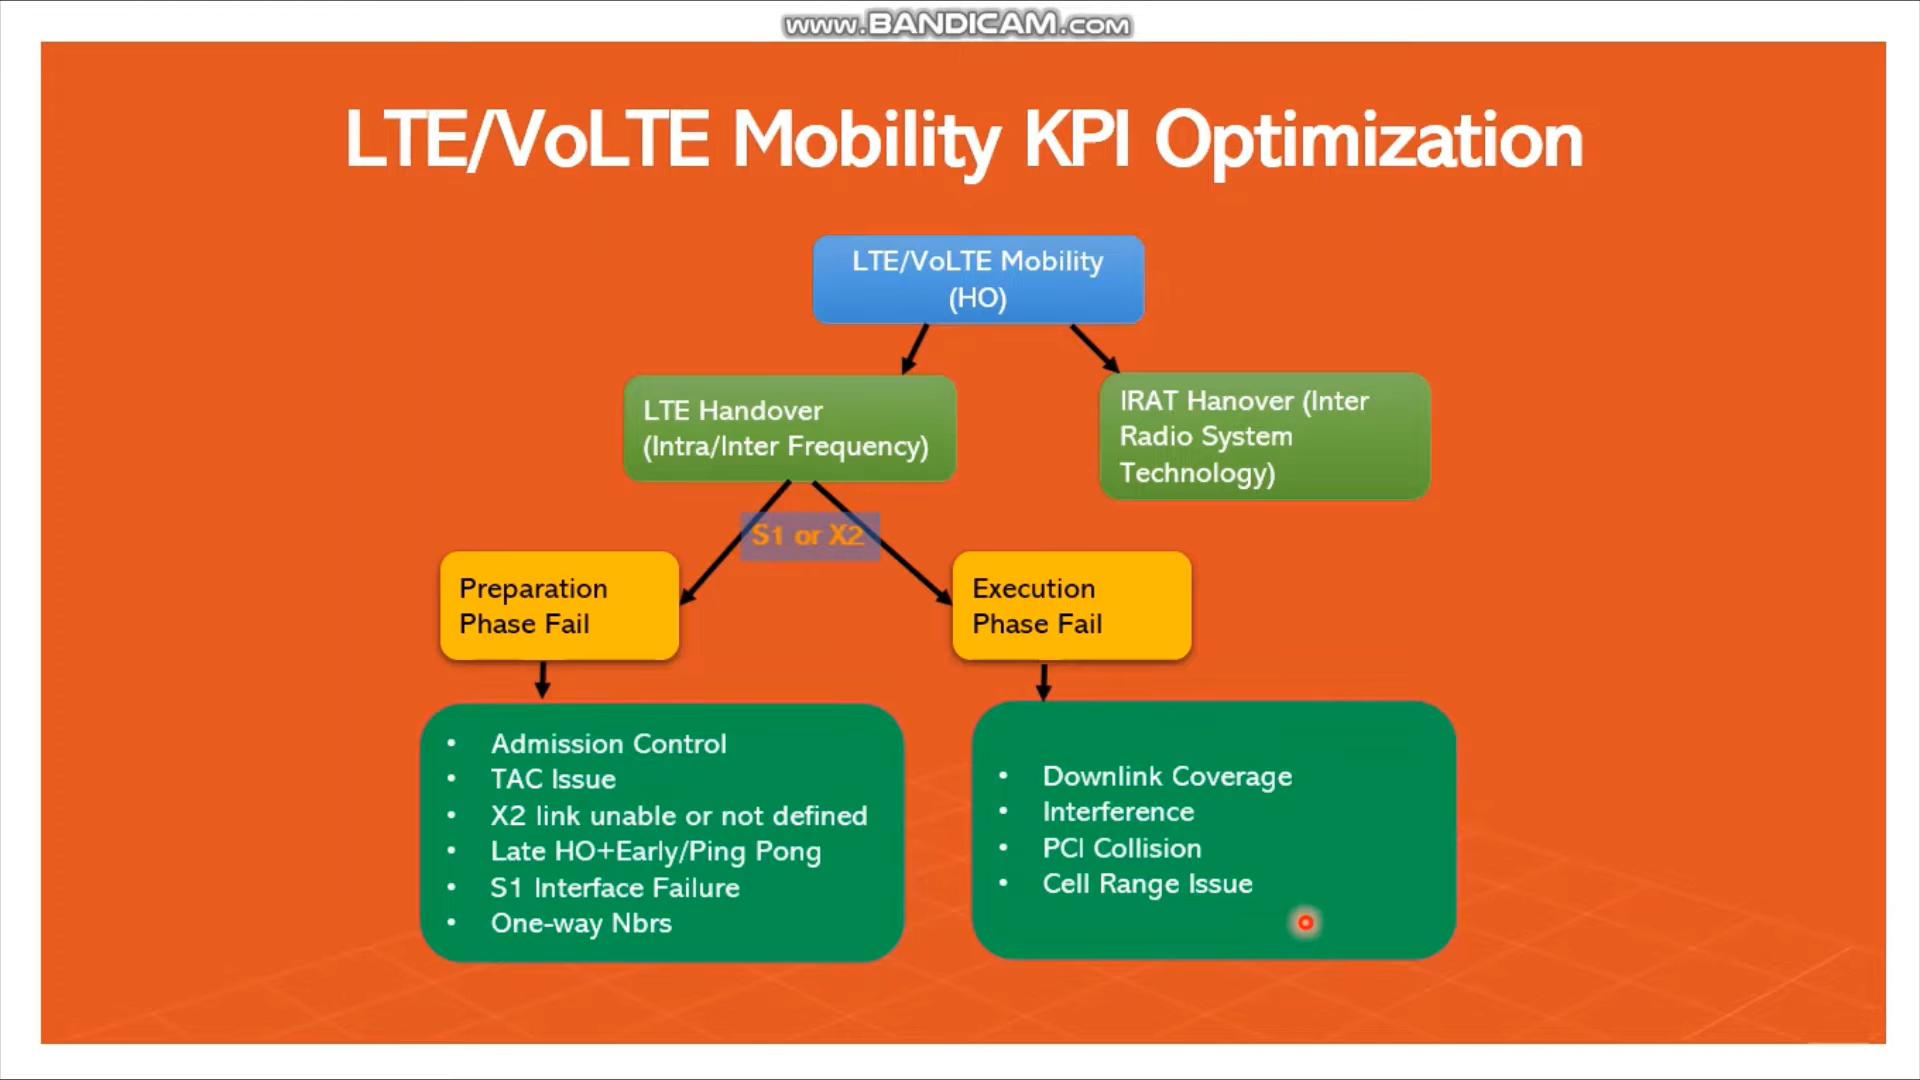 www.BANDICAM.com
LTE/VoLTE Mobility KPI Optimization
LTE/VoLTE Mobility
(HO)
LTE Handover
(Intra/Inter Frequency)
IRAT Hanover (Inter
Radio System
Technology)
S1 or X2
Preparation
Phase Fail
Execution
Phase Fail
• Admission Control
• TAC Issue
• X2 link unable or not defined
• Late HO+Early/Ping Pong
• S1 Interface Failure
• One-way Nbrs
• Downlink Coverage
• Interference
• PCI Collision
• Cell Range Issue